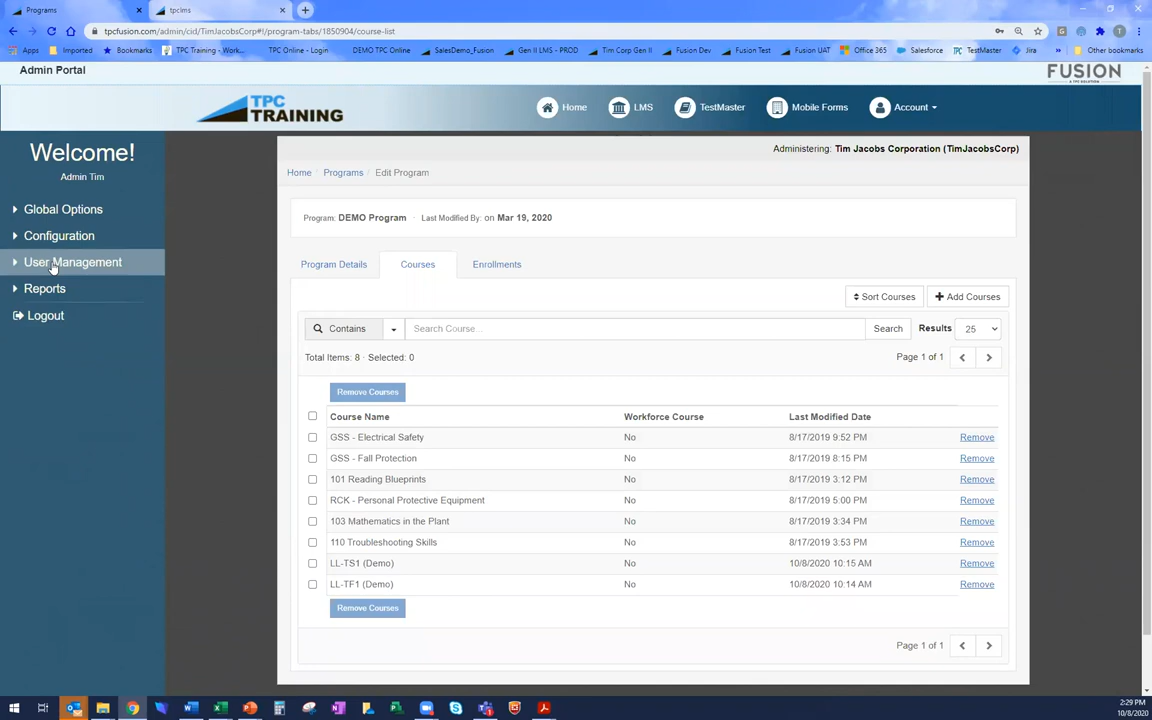 Programs
tpclms
tpcfusion.com/admin/cid/TimJacobsCorp#!/program-tabs/1850904/course-list
Apps
Imported
Bookmarks
TPC Training - Work...
TPC Online - Login
DEMO TPC Online
SalesDemo_Fusion
Gen II LMS - PROD
Tim Corp Gen II
Fusion Dev
Fusion Test
Fusion UAT
Office 365
Salesforce
TestMaster
Jira
»
Other bookmarks
Admin Portal
FUSION
A TPC SOLUTION
TPC
TRAINING
Home
LMS
TestMaster
Mobile Forms
Account
Welcome!
Admin Tim
Global Options
Configuration
User Management
Reports
Logout
Administering: Tim Jacobs Corporation (TimJacobsCorp)
Home / Programs / Edit Program
Program: DEMO Program · Last Modified By: on Mar 19, 2020
Program Details
Courses
Enrollments
Sort Courses
Add Courses
Contains
Search Course...
Search
Results
25
Total Items: 8 · Selected: 0
Page 1 of 1
Remove Courses
Course Name Workforce Course Last Modified Date
GSS - Electrical Safety No 8/17/2019 9:52 PM Remove
GSS - Fall Protection No 8/17/2019 8:15 PM Remove
101 Reading Blueprints No 8/17/2019 3:12 PM Remove
RCK - Personal Protective Equipment No 8/17/2019 5:00 PM Remove
103 Mathematics in the Plant No 8/17/2019 3:34 PM Remove
110 Troubleshooting Skills No 8/17/2019 3:53 PM Remove
LL-TS1 (Demo) No 10/8/2020 10:15 AM Remove
LL-TF1 (Demo) No 10/8/2020 10:14 AM Remove
Remove Courses
Page 1 of 1
2:29 PM
10/8/2020